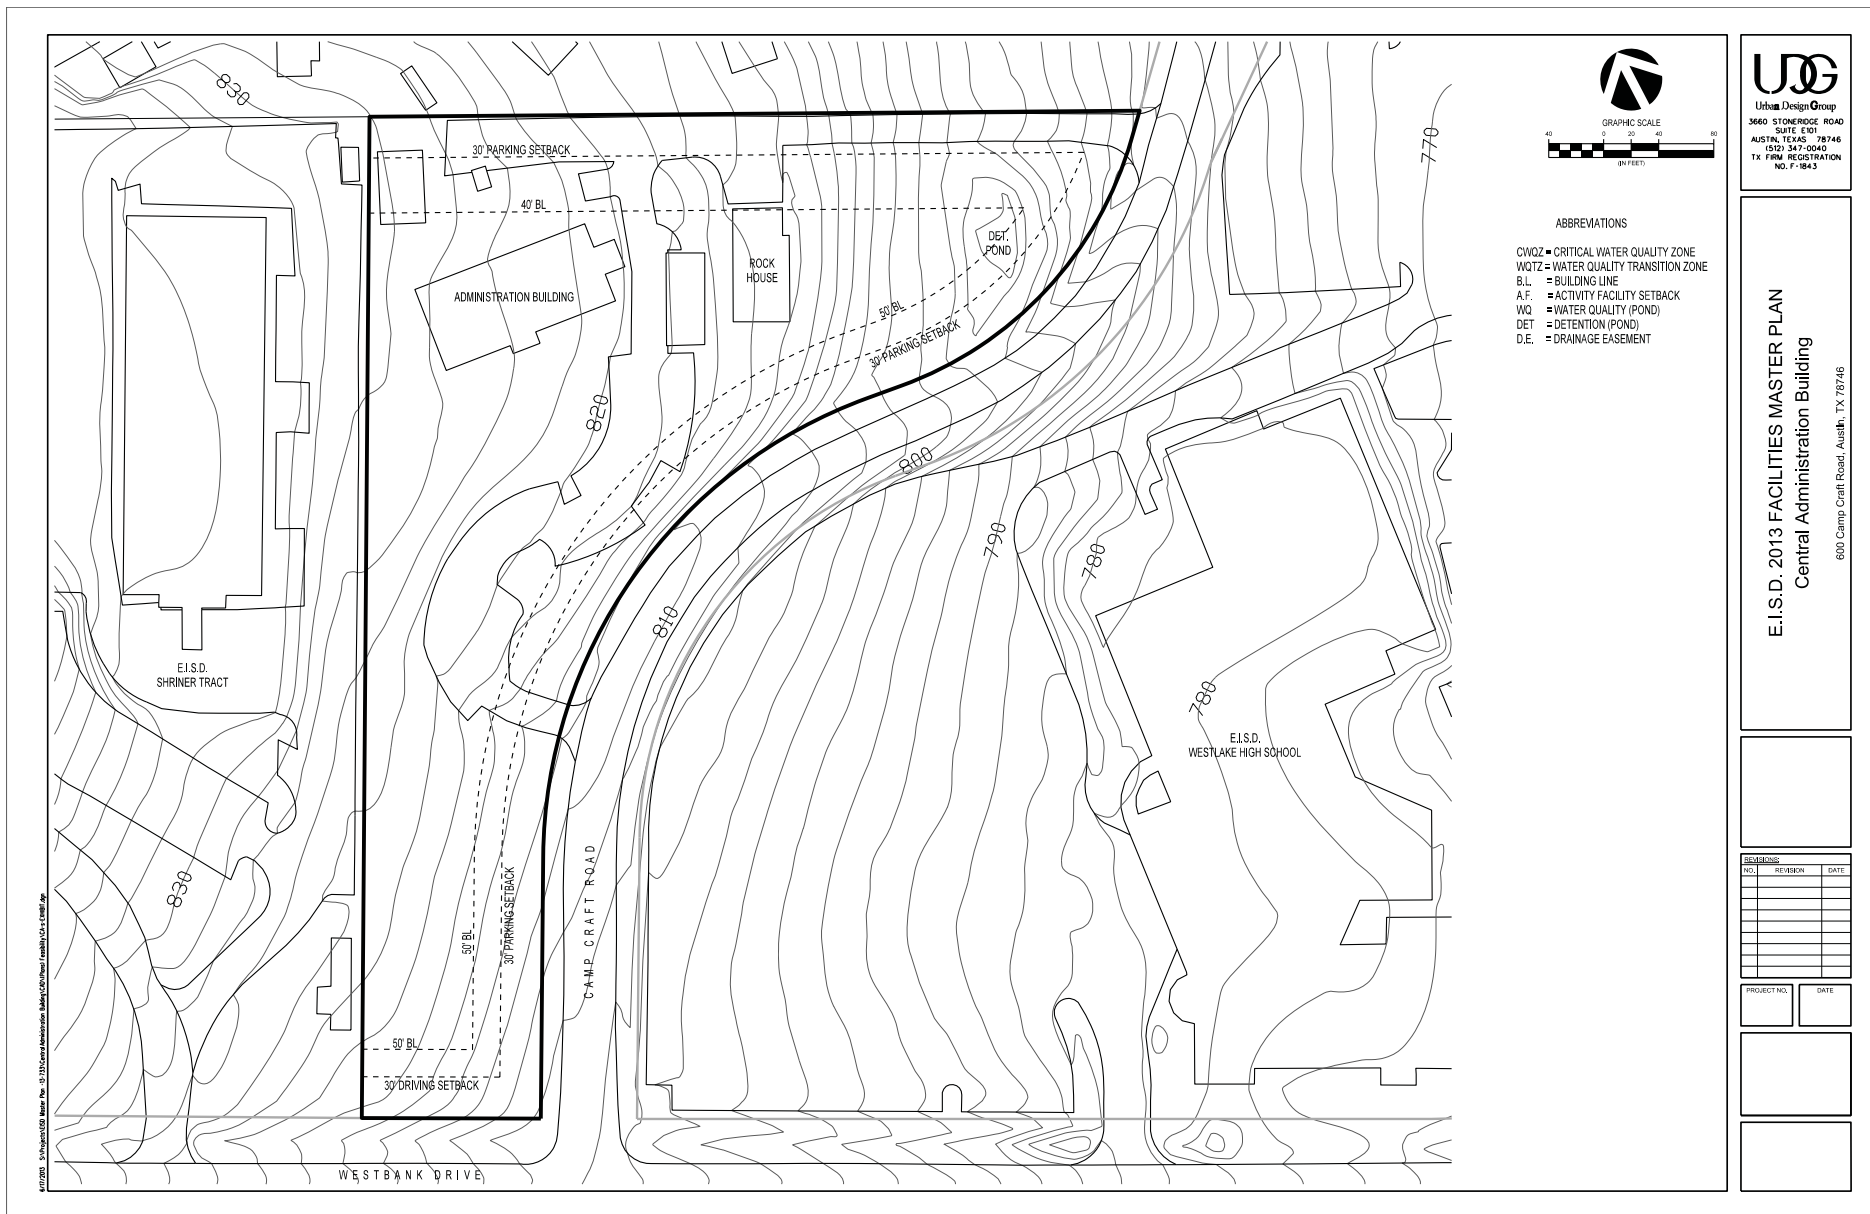 830
30' PARKING SETBACK
40' BL
DET.
POND
ROCK
HOUSE
ADMINISTRATION BUILDING
50' BL
30' PARKING SETBACK
820
800
770
790
780
810
E.I.S.D.
SHRINER TRACT
780
E.I.S.D.
WESTLAKE HIGH SCHOOL
830
CAMP CRAFT ROAD
50' BL
30' PARKING SETBACK
50' BL
30' DRIVING SETBACK
WESTBANK DRIVE
GRAPHIC SCALE
40 0 20 40 80
(IN FEET)
ABBREVIATIONS
CWQZ = CRITICAL WATER QUALITY ZONE
WQTZ = WATER QUALITY TRANSITION ZONE
B.L. = BUILDING LINE
A.F. = ACTIVITY FACILITY SETBACK
WQ = WATER QUALITY (POND)
DET = DETENTION (POND)
D.E. = DRAINAGE EASEMENT
UDG
Urban Design Group
3660 STONERIDGE ROAD
SUITE E101
AUSTIN, TEXAS 78746
(512) 347-0040
TX FIRM REGISTRATION
NO. F-1843
E.I.S.D. 2013 FACILITIES MASTER PLAN
Central Administration Building
600 Camp Craft Road, Austin, TX 78746
REVISIONS:
NO. REVISION DATE
PROJECT NO. DATE
6/17/2013